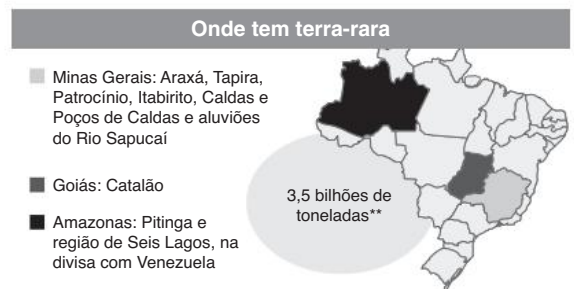 Onde tem terra-rara
Minas Gerais: Araxá, Tapira,
Patrocínio, Itabirito, Caldas e
Poços de Caldas e aluviões
do Rio Sapucaí
Goiás: Catalão
Amazonas: Pitinga e
região de Seis Lagos, na
divisa com Venezuela
3,5 bilhões de
toneladas**